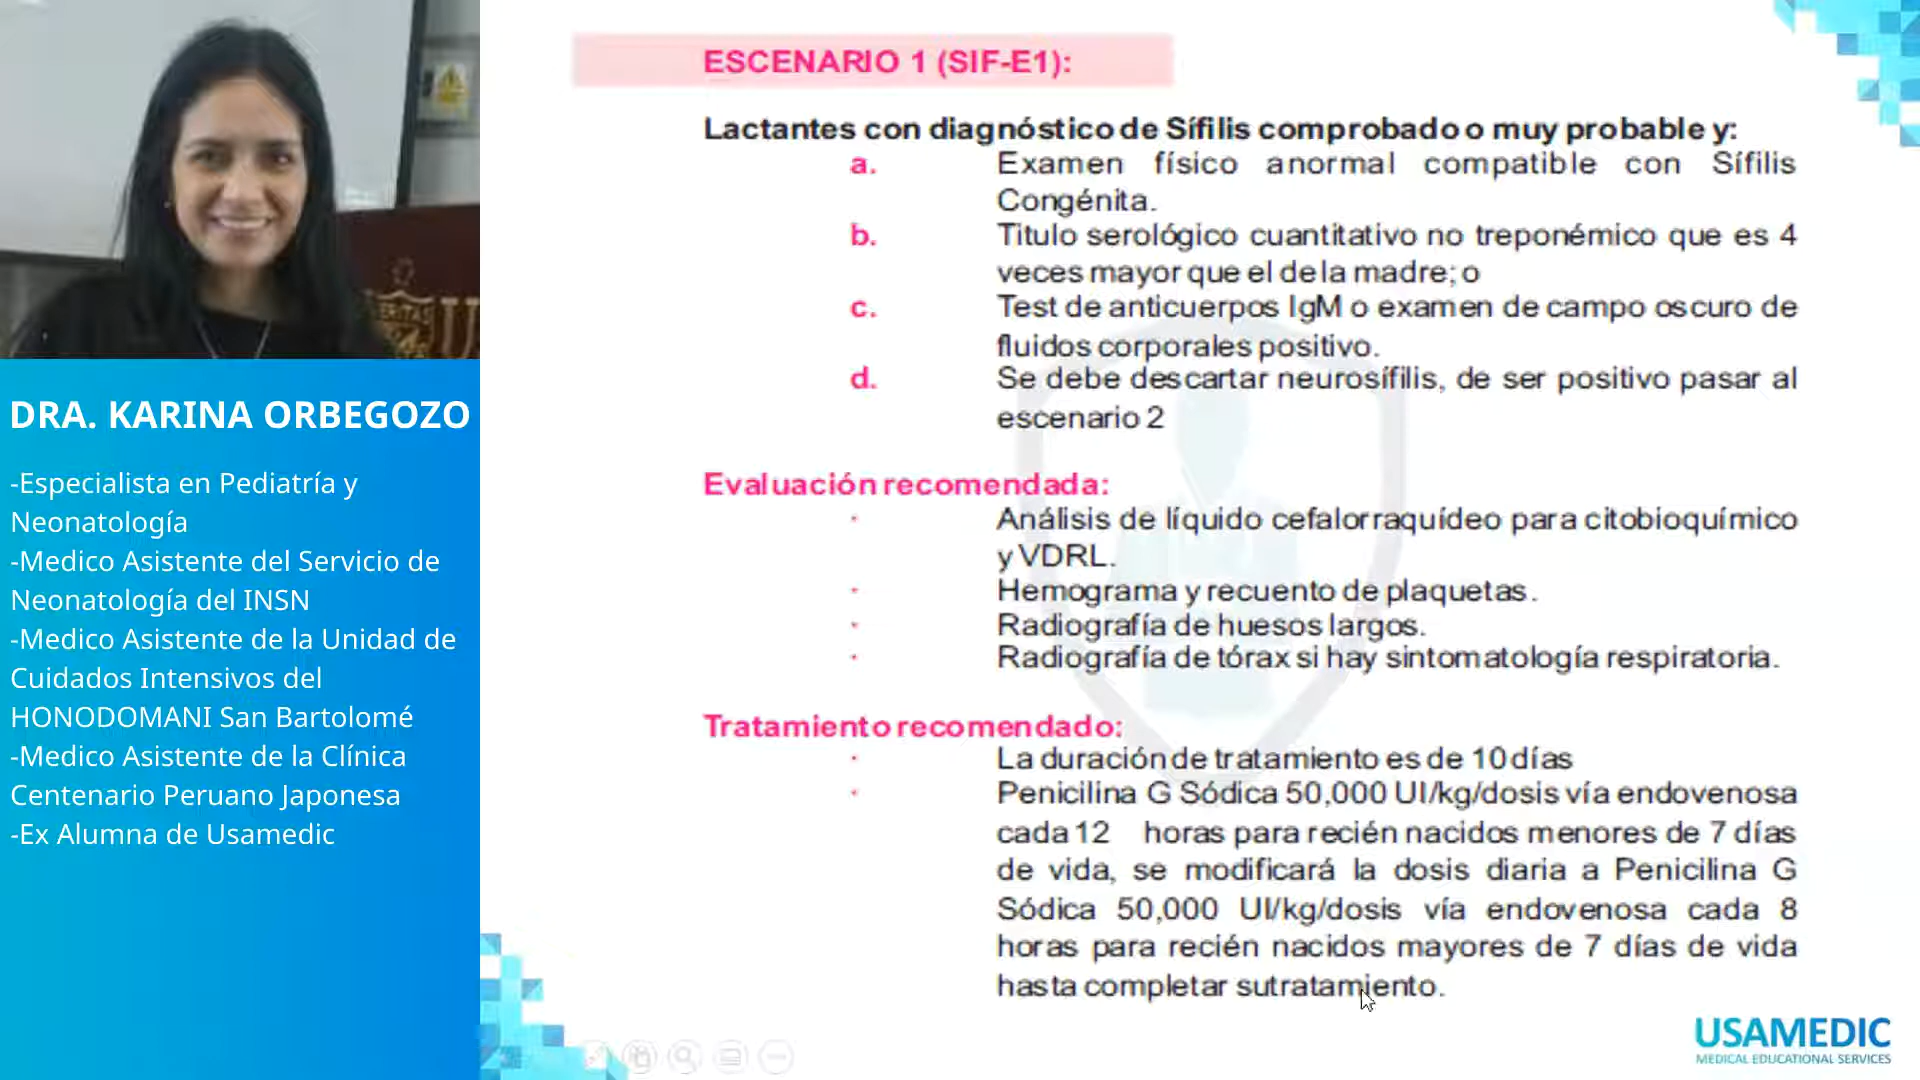 DRA. KARINA ORBEGOZO
-Especialista en Pediatría y
Neonatología
-Medico Asistente del Servicio de
Neonatología del INSN
-Medico Asistente de la Unidad de
Cuidados Intensivos del
HONODOMANI San Bartolomé
-Medico Asistente de la Clínica
Centenario Peruano Japonesa
-Ex Alumna de Usamedic
ESCENARIO 1 (SIF-E1):
Lactantes con diagnóstico de Sífilis comprobado o muy probable y:
a. Examen físico anormal compatible con Sífilis
Congénita.
b. Titulo serológico cuantitativo no treponémico que es 4
veces mayor que el de la madre; o
c. Test de anticuerpos IgM o examen de campo oscuro de
fluidos corporales positivo.
d. Se debe descartar neurosífilis, de ser positivo pasar al
escenario 2
Evaluación recomendada:
· Análisis de líquido cefalorraquídeo para citobioquímico
y VDRL.
· Hemograma y recuento de plaquetas.
· Radiografía de huesos largos.
· Radiografía de tórax si hay sintomatología respiratoria.
Tratamiento recomendado:
· La duración de tratamiento es de 10 días
· Penicilina G Sódica 50,000 UI/kg/dosis vía endovenosa
cada 12 horas para recién nacidos menores de 7 días
de vida, se modificará la dosis diaria a Penicilina G
Sódica 50,000 UI/kg/dosis vía endovenosa cada 8
horas para recién nacidos mayores de 7 días de vida
hasta completar su tratamiento.
USAMEDIC
MEDICAL EDUCATIONAL SERVICES